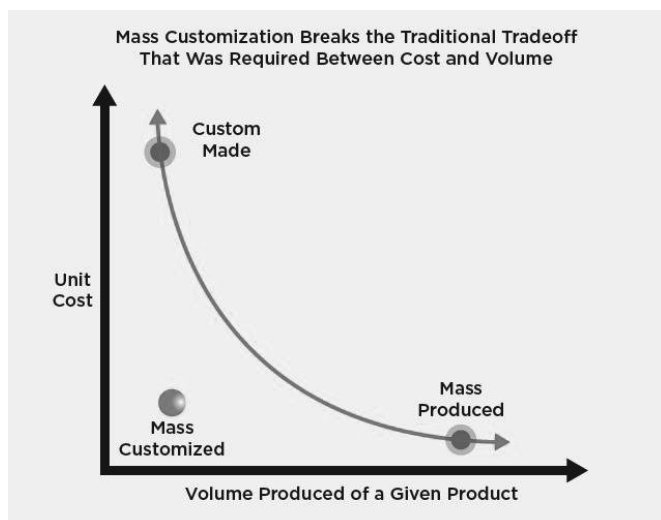 Mass Customization Breaks the Traditional Tradeoff
That Was Required Between Cost and Volume
Custom
Made
Unit
Cost
Mass
Produced
Mass
Customized
Volume Produced of a Given Product